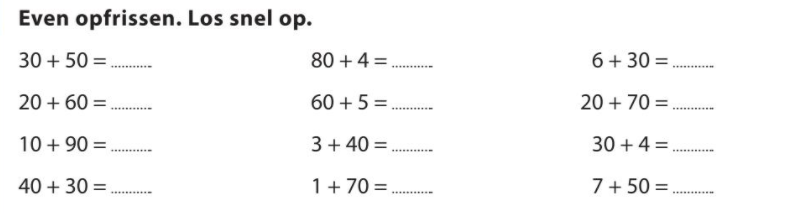 Even opfrissen. Los snel op.
30 + 50 = ........... 80 + 4 = ........... 6 + 30 = ...........
20 + 60 = ........... 60 + 5 = ........... 20 + 70 = ...........
10 + 90 = ........... 3 + 40 = ........... 30 + 4 = ...........
40 + 30 = ........... 1 + 70 = ........... 7 + 50 = ...........